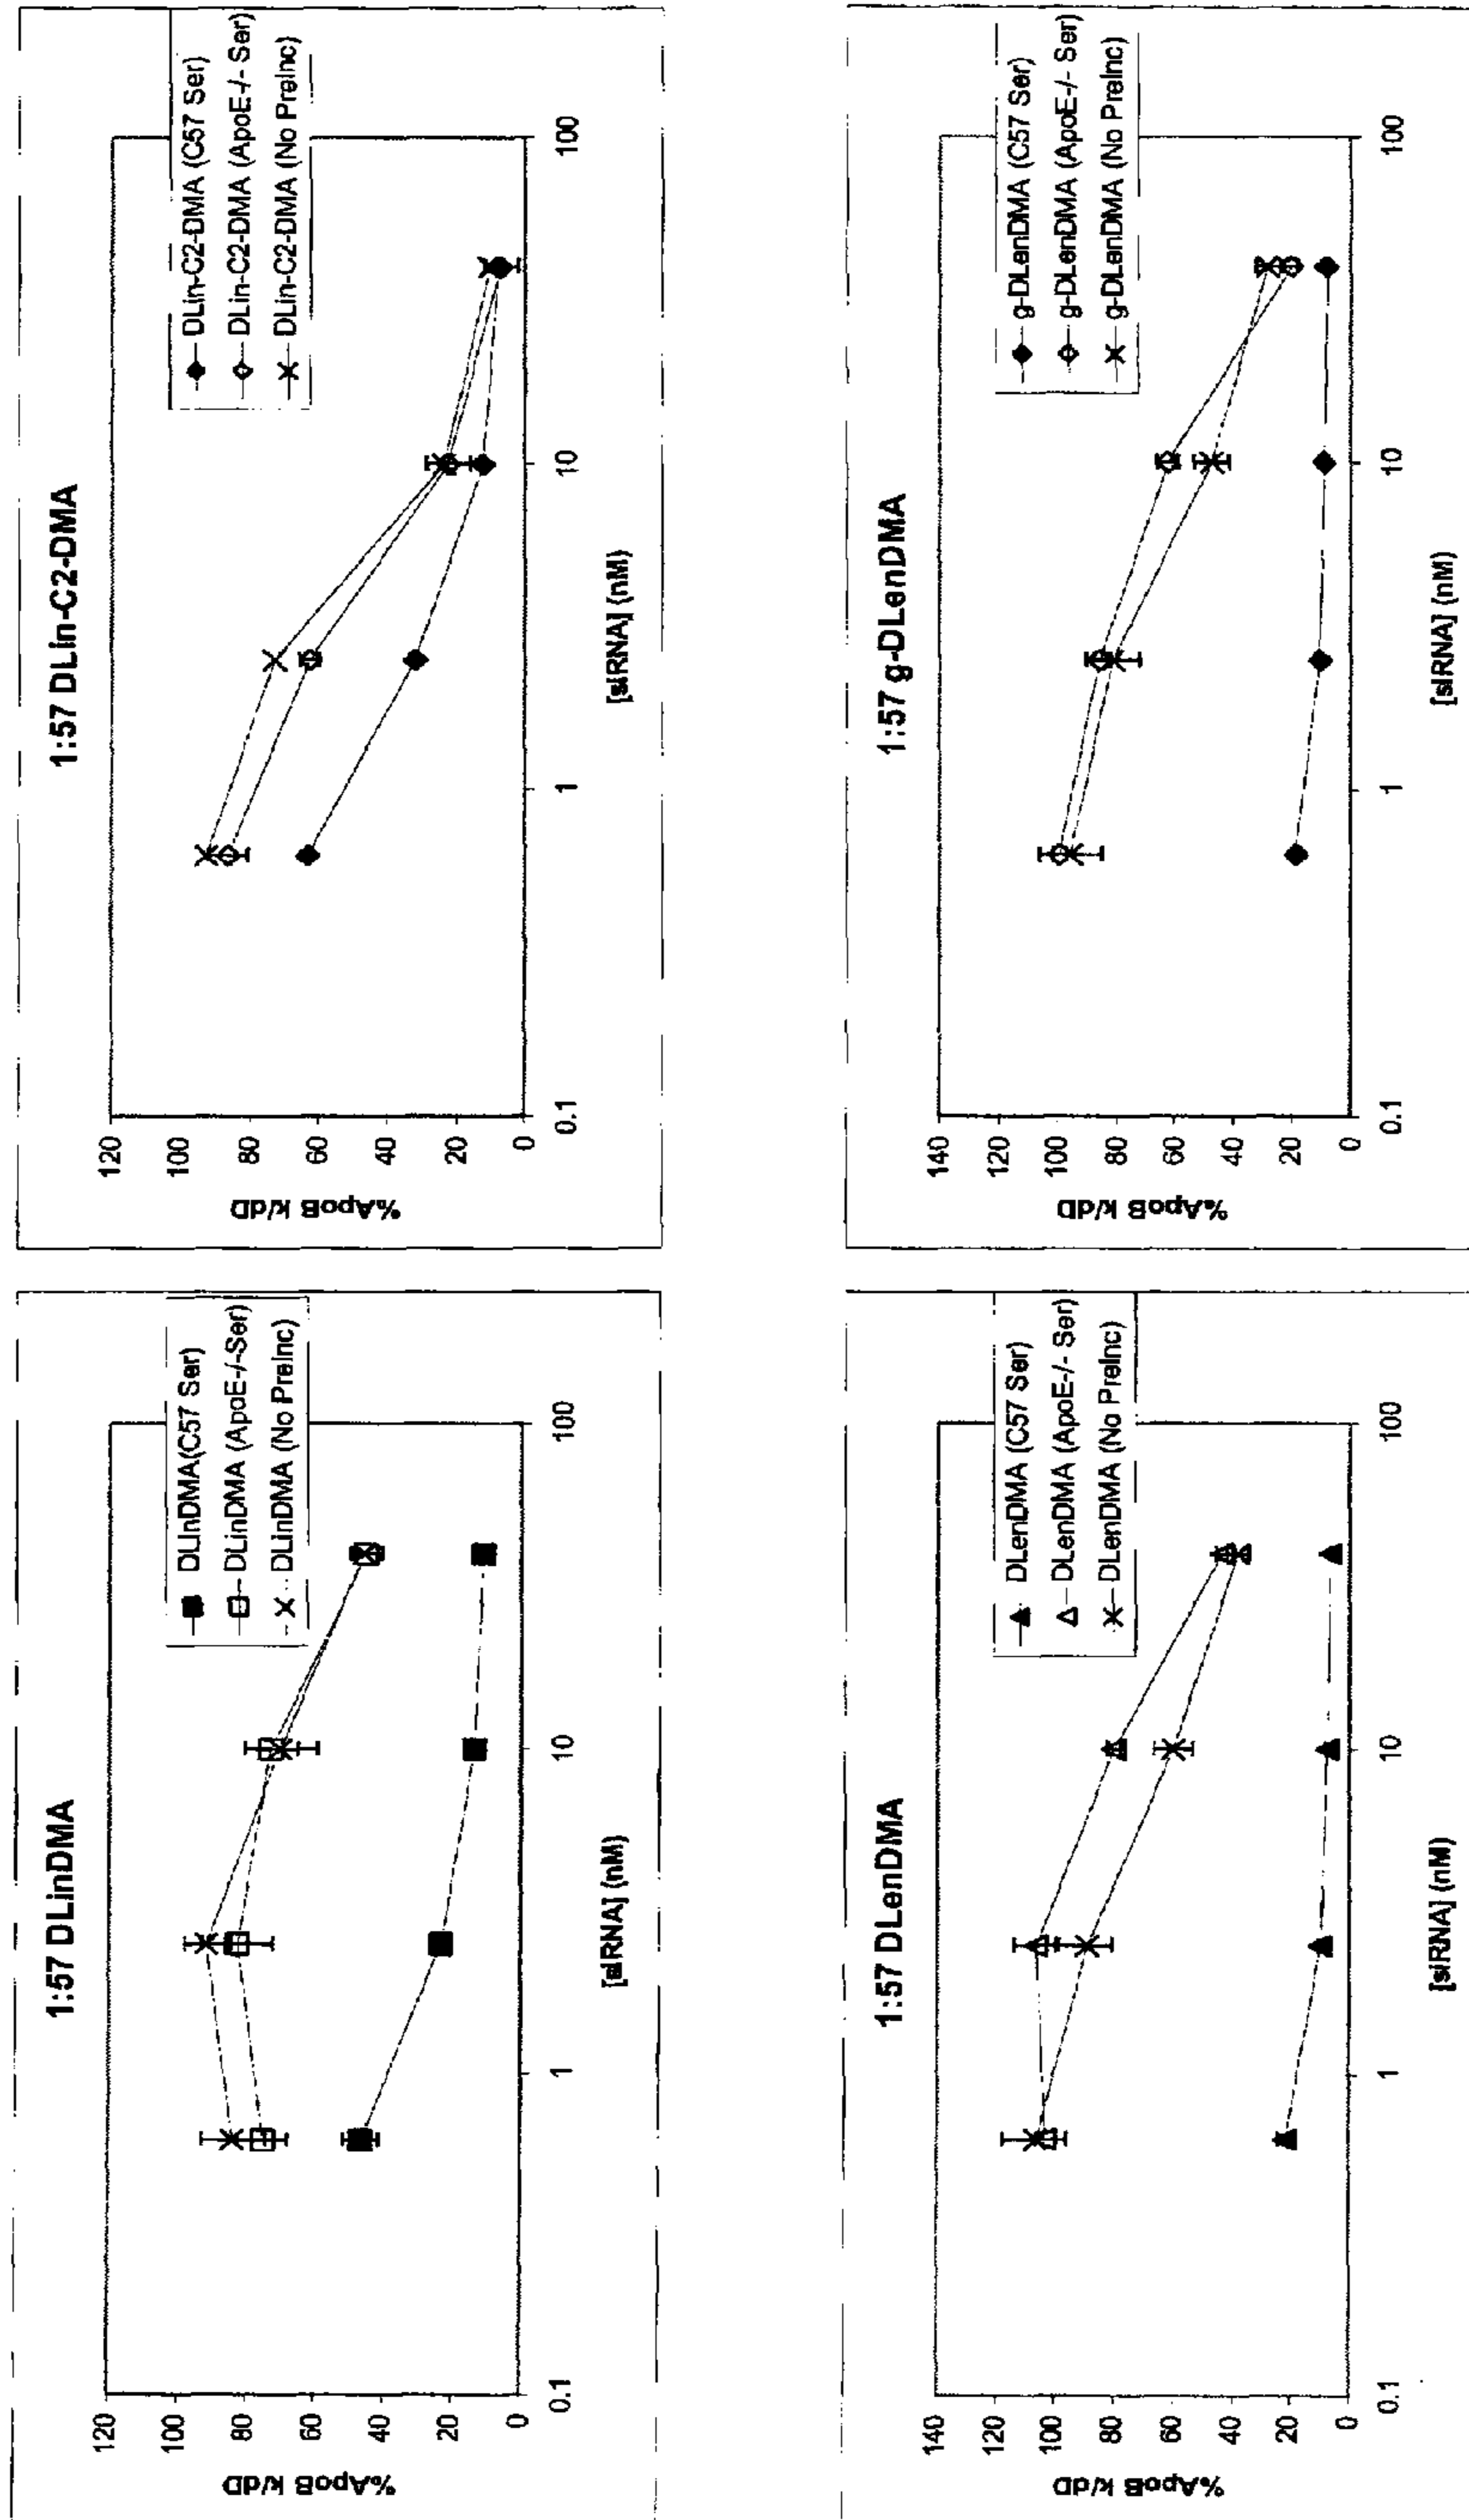 1:57 DLinDMA
120
100
80
60
40
20
0
%ApoB k/dD
0.1
1
10
100
[siRNA] (nM)
DLinDMA(C57 Ser)
DLinDMA (ApoE-/-Ser)
DLinDMA (No PreInc)
1:57 DLin-C2-DMA
120
100
80
60
40
20
0
%ApoB k/dD
0.1
1
10
100
[siRNA] (nM)
DLin-C2-DMA (C57 Ser)
DLin-C2-DMA (ApoE-/- Ser)
DLin-C2-DMA (No PreInc)
1:57 DLenDMA
140
120
100
80
60
40
20
0
%ApoB k/dD
0.1
1
10
100
[siRNA] (nM)
DLenDMA (C57 Ser)
DLenDMA (ApoE-/- Ser)
DLenDMA (No PreInc)
1:57 g-DLenDMA
140
120
100
80
60
40
20
0
%ApoB k/dD
0.1
1
10
100
[siRNA] (nM)
g-DLenDMA (C57 Ser)
g-DLenDMA (ApoE-/- Ser)
g-DLenDMA (No PreInc)